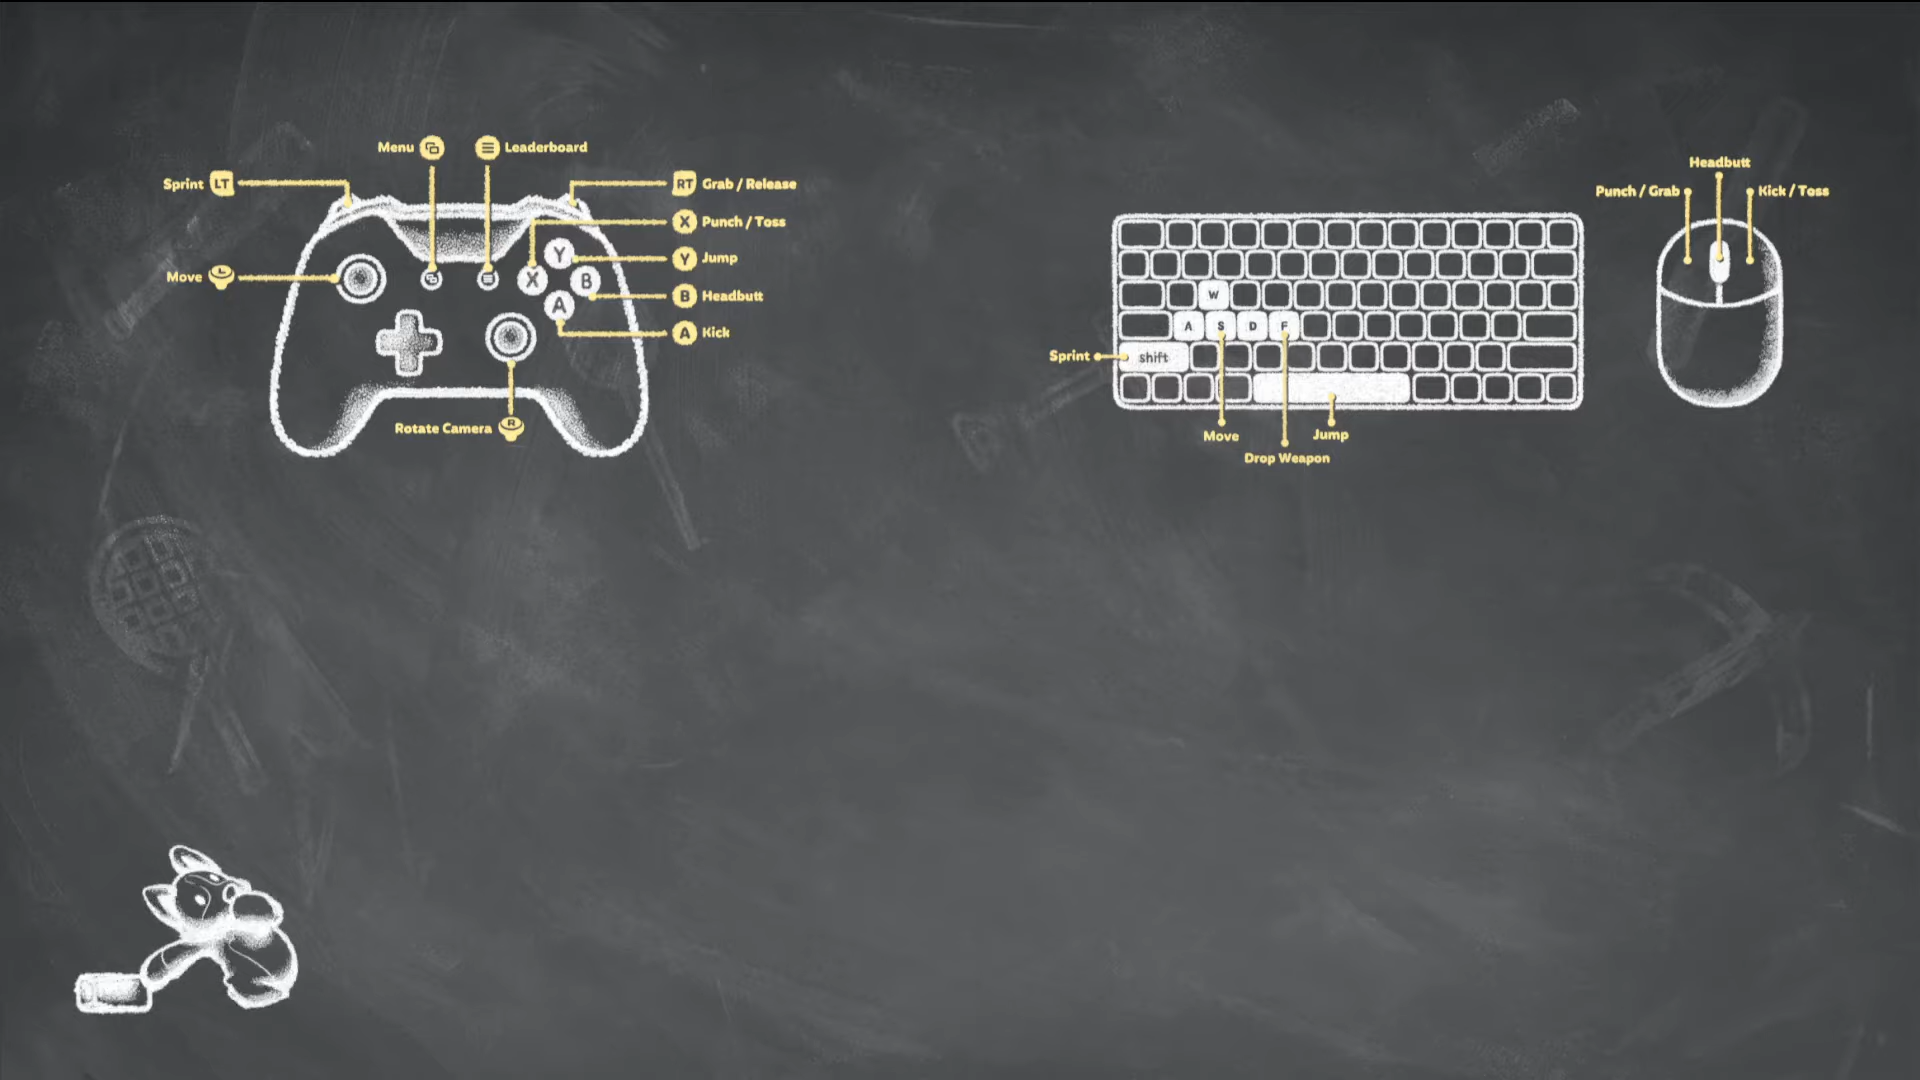 Menu
Leaderboard
Sprint LT
RT Grab / Release
X Punch / Toss
Y Jump
B Headbutt
A Kick
Move L
Y
X
B
A
Rotate Camera R
Headbutt
Punch / Grab
Kick / Toss
W
A S D F
Sprint shift
Move
Jump
Drop Weapon